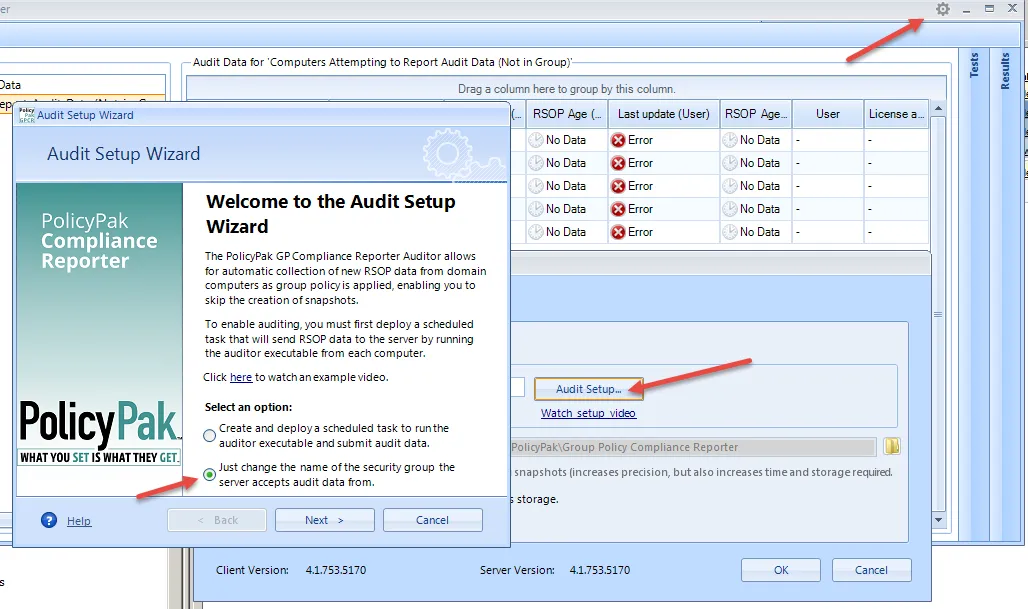 er
Data
Audit Data for 'Computers Attempting to Report Audit Data (Not in Group)'
Tests
Results
Drag a column here to group by this column.
(... RSOP Age (... Last update (User) RSOP Age... User License a...
No Data Error No Data - -
No Data Error No Data - -
No Data Error No Data - -
No Data Error No Data - -
No Data Error No Data - -
Policy
Pak
GPCR
Audit Setup Wizard
Audit Setup Wizard
PolicyPak
Compliance
Reporter
PolicyPak™
WHAT YOU SET IS WHAT THEY GET.
Welcome to the Audit Setup
Wizard
The PolicyPak GP Compliance Reporter Auditor allows
for automatic collection of new RSOP data from domain
computers as group policy is applied, enabling you to
skip the creation of snapshots.
To enable auditing, you must first deploy a scheduled
task that will send RSOP data to the server by running
the auditor executable from each computer.
Click here to watch an example video.
Select an option:
Create and deploy a scheduled task to run the
auditor executable and submit audit data.
Just change the name of the security group the
server accepts audit data from.
? Help
< Back
Next >
Cancel
Audit Setup...
Watch setup video
PolicyPak\Group Policy Compliance Reporter
snapshots (increases precision, but also increases time and storage required.
s storage.
Client Version: 4.1.753.5170
Server Version: 4.1.753.5170
OK
Cancel
s